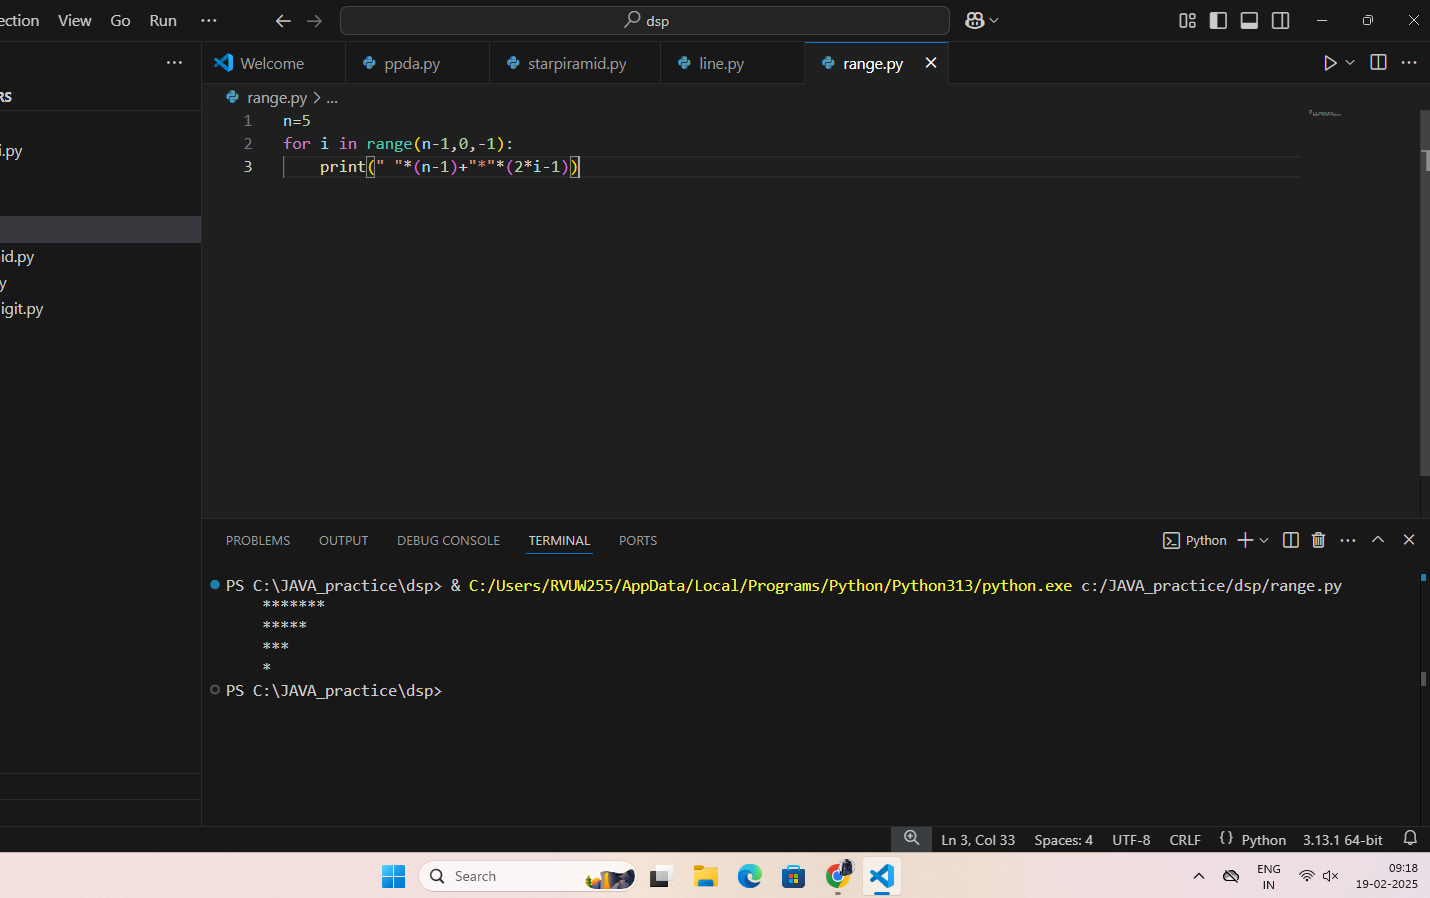 ection View Go Run ... dsp
... Welcome ppda.py starpiramid.py line.py range.py
RS
range.py > ...
1 n=5
2 for i in range(n-1,0,-1):
3 print(" "*(n-1)+"*"*(2*i-1))
i.py
id.py
y
igit.py
PROBLEMS OUTPUT DEBUG CONSOLE TERMINAL PORTS Python
PS C:\JAVA_practice\dsp> & C:/Users/RVUW255/AppData/Local/Programs/Python/Python313/python.exe c:/JAVA_practice/dsp/range.py
*******
*****
***
*
PS C:\JAVA_practice\dsp>
Ln 3, Col 33 Spaces: 4 UTF-8 CRLF {} Python 3.13.1 64-bit
Search
ENG
IN
09:18
19-02-2025